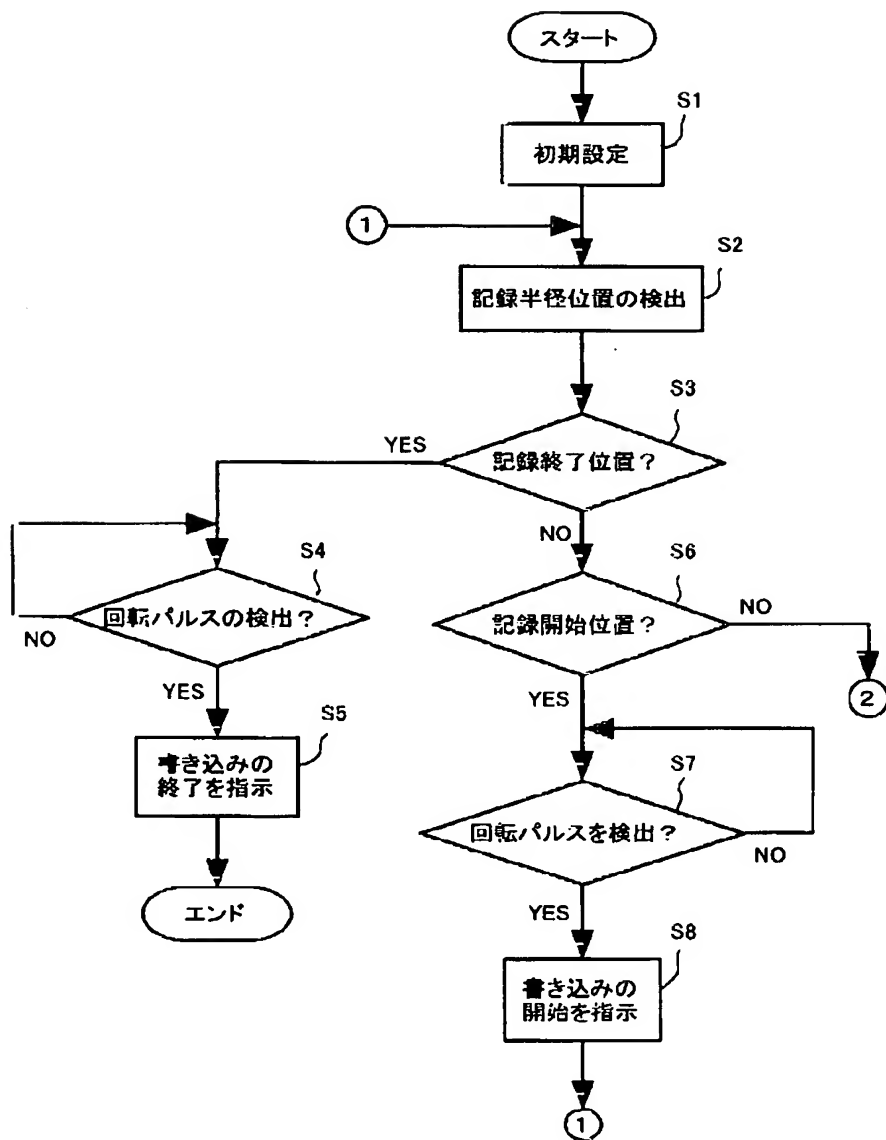 スタート
S1
初期設定
1
S2
記録半径位置の検出
S3
YES
記録終了位置?
NO
S4
回転パルスの検出?
NO
YES
S5
書き込みの
終了を指示
エンド
S6
記録開始位置?
NO
2
YES
S7
回転パルスを検出?
NO
YES
S8
書き込みの
開始を指示
1